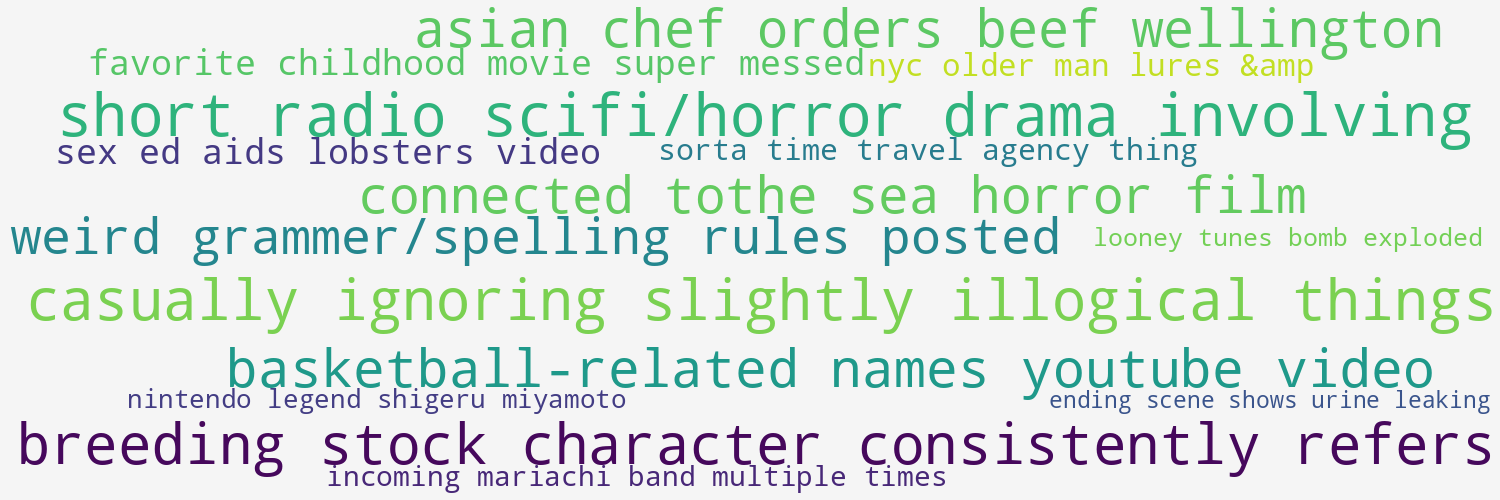 asian chef orders beef wellington
favorite childhood movie super messed
nyc older man lures &amp
short radio scifi/horror drama involving
sex ed aids lobsters video
sorta time travel agency thing
connected tothe sea horror film
weird grammer/spelling rules posted
looney tunes bomb exploded
casually ignoring slightly illogical things
basketball-related names youtube video
nintendo legend shigeru miyamoto
ending scene shows urine leaking
breeding stock character consistently refers
incoming mariachi band multiple times